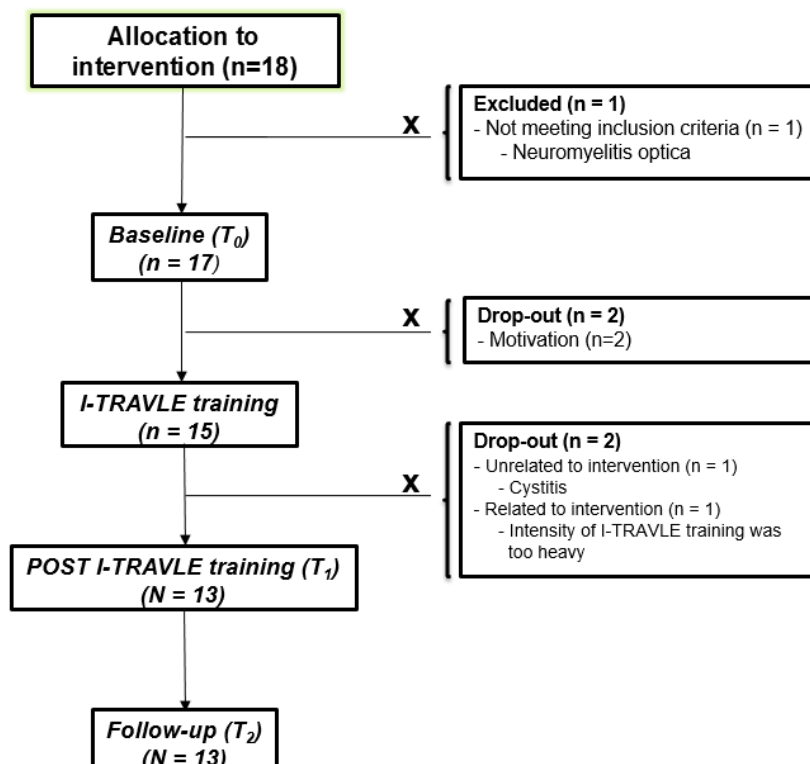 Allocation to
intervention (n=18)
X
Excluded (n = 1)
- Not meeting inclusion criteria (n = 1)
- Neuromyelitis optica
Baseline (T0)
(n = 17)
X
Drop-out (n = 2)
- Motivation (n=2)
I-TRAVLE training
(n = 15)
X
Drop-out (n = 2)
- Unrelated to intervention (n = 1)
- Cystitis
- Related to intervention (n = 1)
- Intensity of I-TRAVLE training was
too heavy
POST I-TRAVLE training (T1)
(N = 13)
Follow-up (T2)
(N = 13)